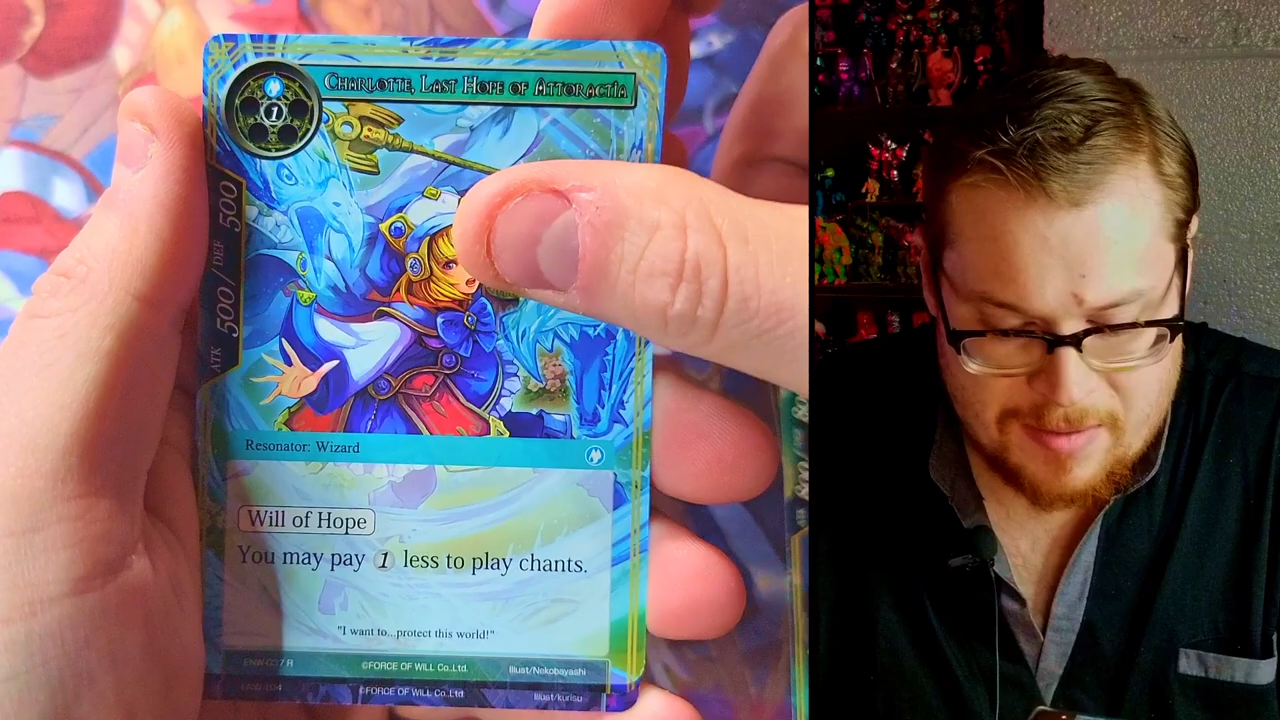 1
CHARLOTTE, LAST HOPE OF ATTORACTIA
ATK 500 / DEF 500
Resonator: Wizard
Will of Hope
You may pay 1 less to play chants.
"I want to...protect this world!"
©FORCE OF WILL Co.,Ltd.
Illust/Nekobayashi
©FORCE OF WILL Co.,Ltd.
Illust/kurisu